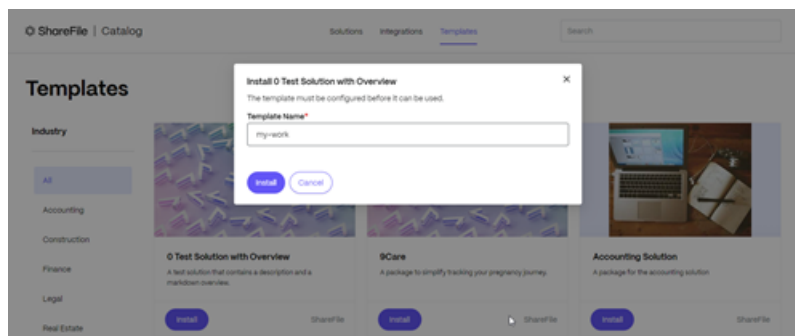 ShareFile | Catalog
Solutions
Integrations
Templates
Search
Templates
Install 0 Test Solution with Overview
The template must be configured before it can be used.
Template Name*
my-work
Install
Cancel
Industry
All
Accounting
Construction
Finance
Legal
Real Estate
0 Test Solution with Overview
A test solution that contains a description and a
markdown overview.
Install
ShareFile
9Care
A package to simplify tracking your pregnancy journey.
Install
ShareFile
Accounting Solution
A package for the accounting solution
Install
ShareFile